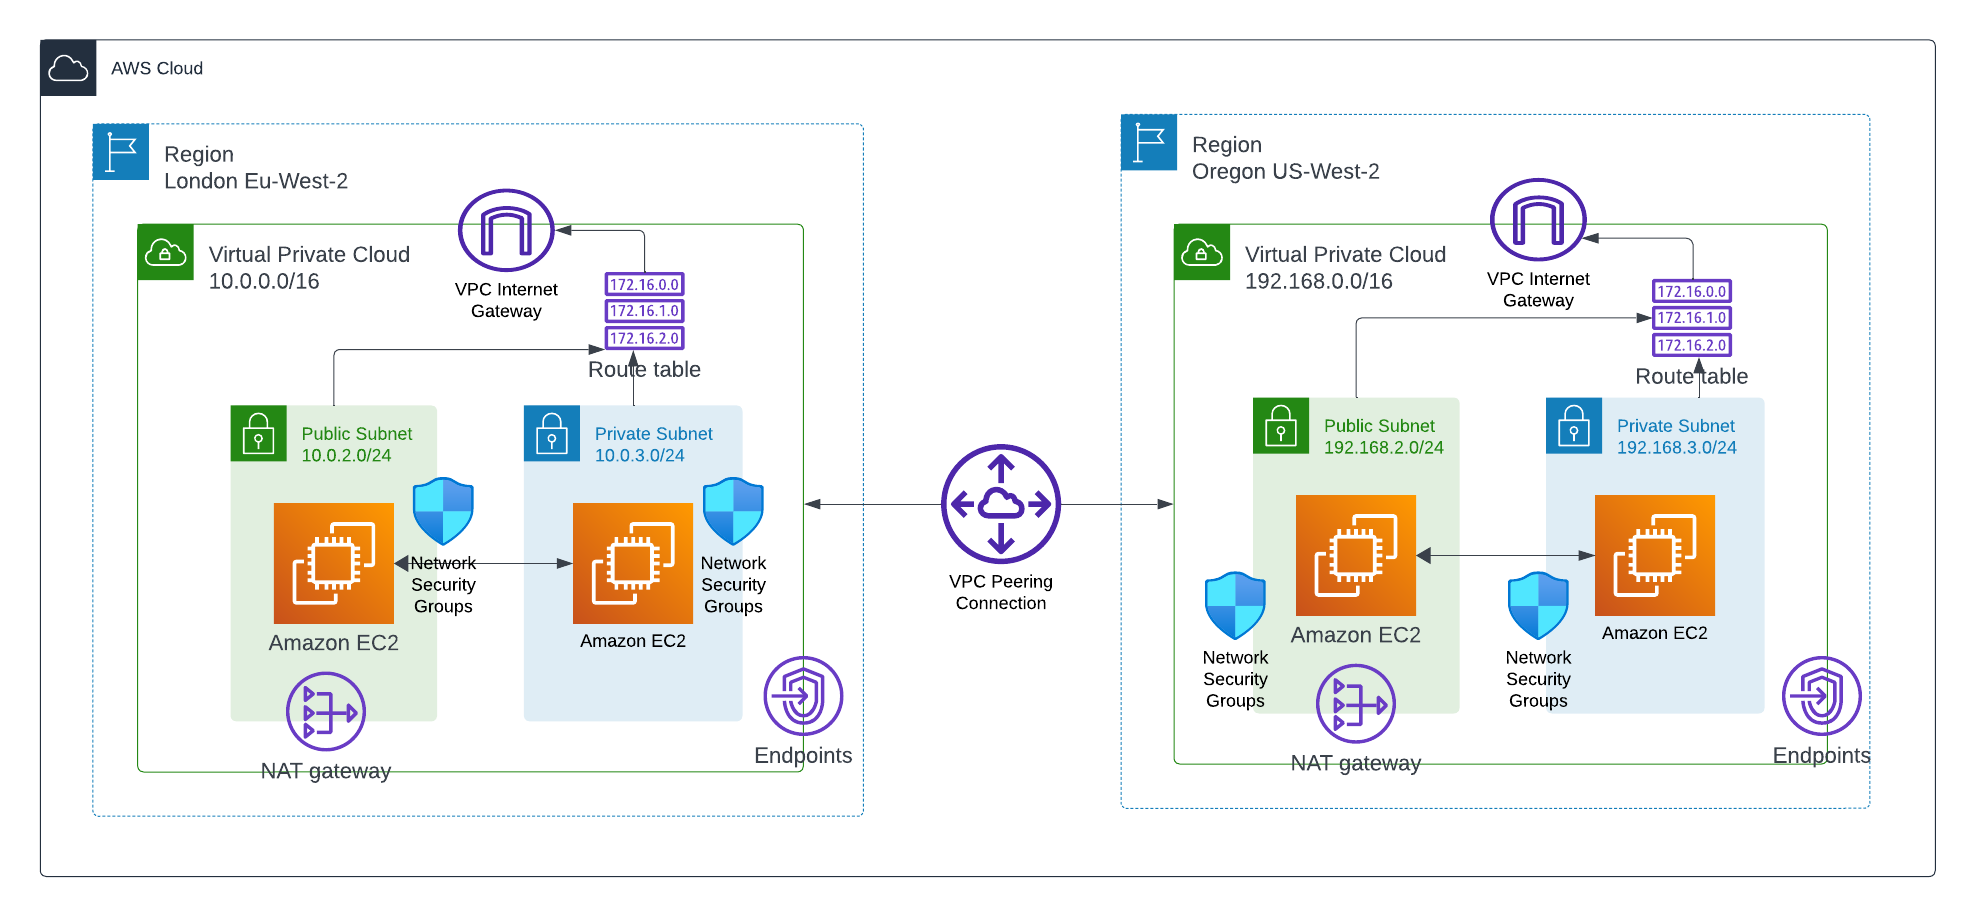 AWS Cloud
Region
London Eu-West-2
Virtual Private Cloud
10.0.0.0/16
VPC Internet
Gateway
172.16.0.0
172.16.1.0
172.16.2.0
Route table
Public Subnet
10.0.2.0/24
Private Subnet
10.0.3.0/24
Network
Security
Groups
Amazon EC2
Network
Security
Groups
Amazon EC2
NAT gateway
Endpoints
VPC Peering
Connection
Region
Oregon US-West-2
Virtual Private Cloud
192.168.0.0/16
VPC Internet
Gateway
172.16.0.0
172.16.1.0
172.16.2.0
Route table
Public Subnet
192.168.2.0/24
Private Subnet
192.168.3.0/24
Amazon EC2
Amazon EC2
Network
Security
Groups
Network
Security
Groups
NAT gateway
Endpoints